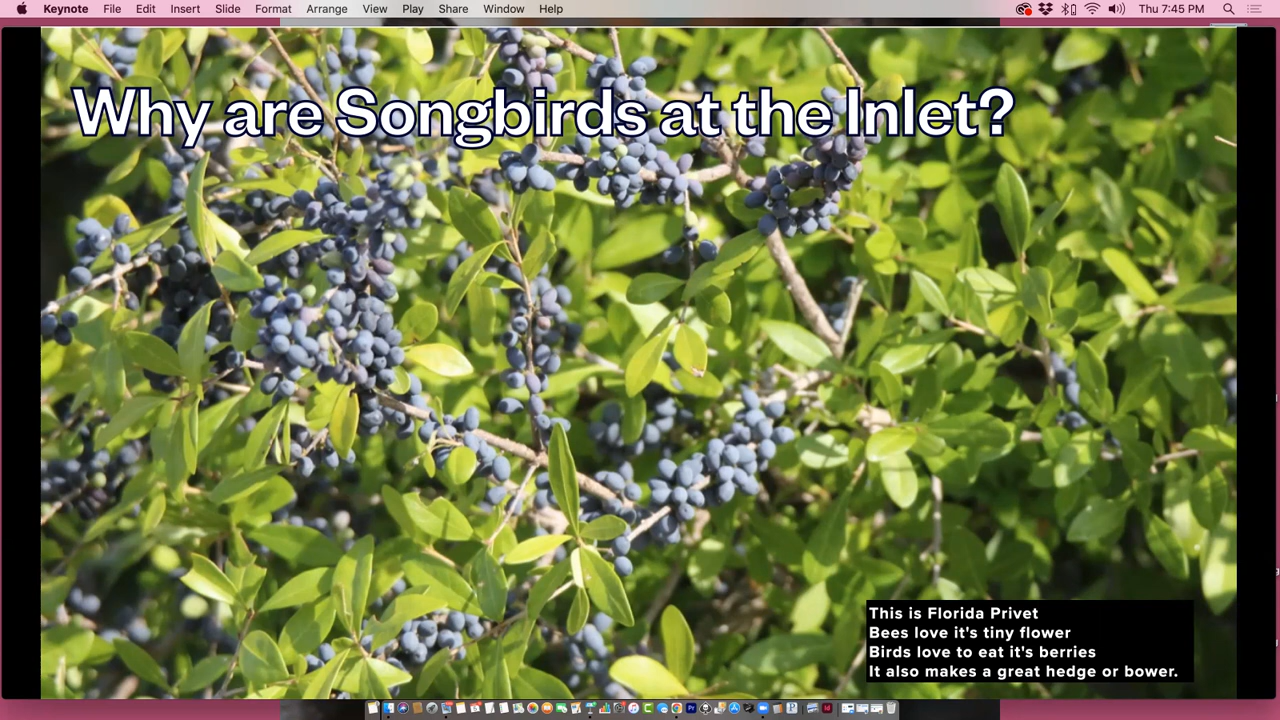 Keynote File Edit Insert Slide Format Arrange View Play Share Window Help Thu 7:45 PM
Why are Songbirds at the Inlet?
This is Florida Privet
Bees love it's tiny flower
Birds love to eat it's berries
It also makes a great hedge or bower.